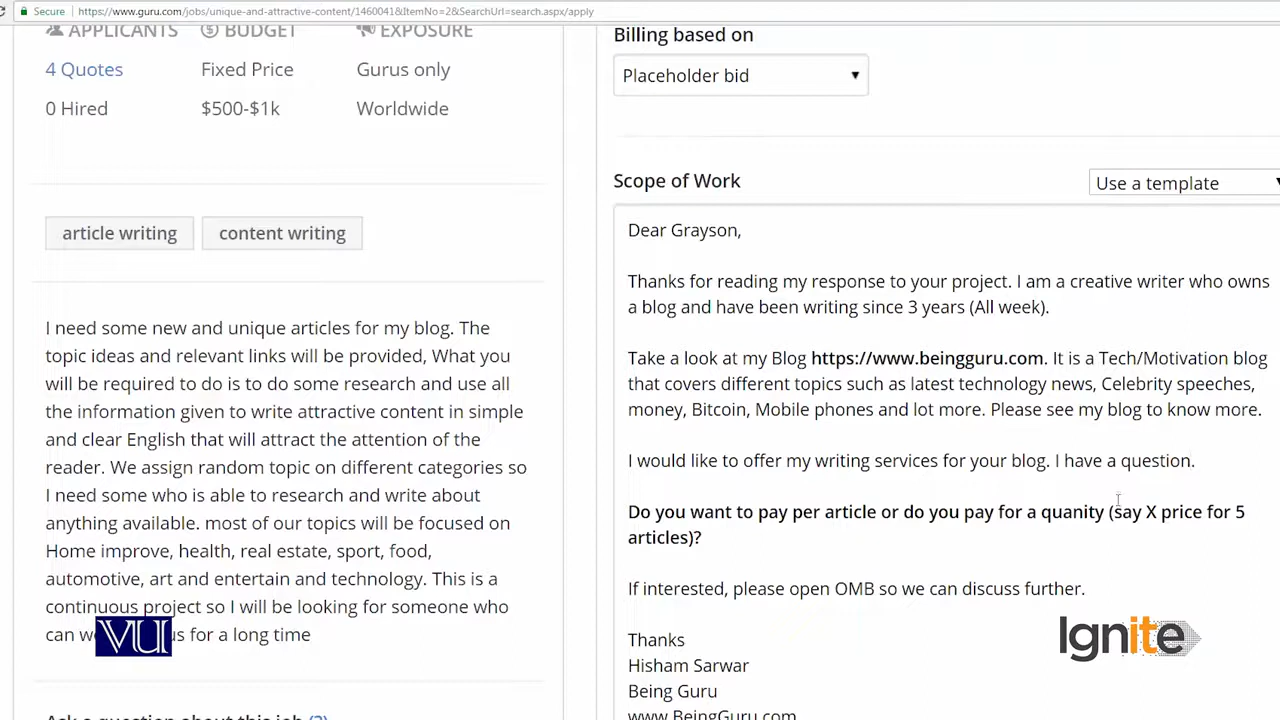 Secure https://www.guru.com/jobs/unique-and-attractive-content/1460041&ItemNo=2&SearchUrl=search.aspx/apply
APPLICANTS BUDGET EXPOSURE
4 Quotes Fixed Price Gurus only
0 Hired $500-$1k Worldwide
article writing content writing
I need some new and unique articles for my blog. The
topic ideas and relevant links will be provided, What you
will be required to do is to do some research and use all
the information given to write attractive content in simple
and clear English that will attract the attention of the
reader. We assign random topic on different categories so
I need some who is able to research and write about
anything available. most of our topics will be focused on
Home improve, health, real estate, sport, food,
automotive, art and entertain and technology. This is a
continuous project so I will be looking for someone who
can us for a long time
Ask a question about this job (2)
Billing based on
Placeholder bid
Scope of Work
Use a template
Dear Grayson,
Thanks for reading my response to your project. I am a creative writer who owns
a blog and have been writing since 3 years (All week).
Take a look at my Blog https://www.beingguru.com. It is a Tech/Motivation blog
that covers different topics such as latest technology news, Celebrity speeches,
money, Bitcoin, Mobile phones and lot more. Please see my blog to know more.
I would like to offer my writing services for your blog. I have a question.
Do you want to pay per article or do you pay for a quanity (say X price for 5
articles)?
If interested, please open OMB so we can discuss further.
Thanks
Hisham Sarwar
Being Guru
www.BeingGuru.com
VU
Ignite